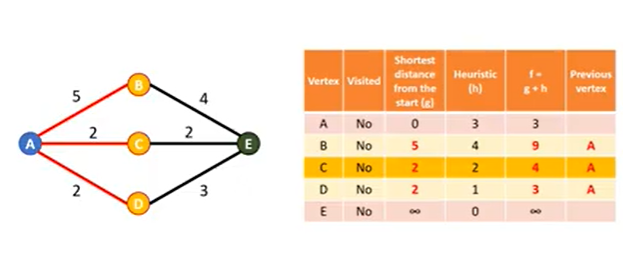 B
5
4
A
2
C
2
E
2
3
D
Vertex Visited Shortest distance from the start (g) Heuristic (h) f = g + h Previous vertex
A No 0 3 3
B No 5 4 9 A
C No 2 2 4 A
D No 2 1 3 A
E No ∞ 0 ∞